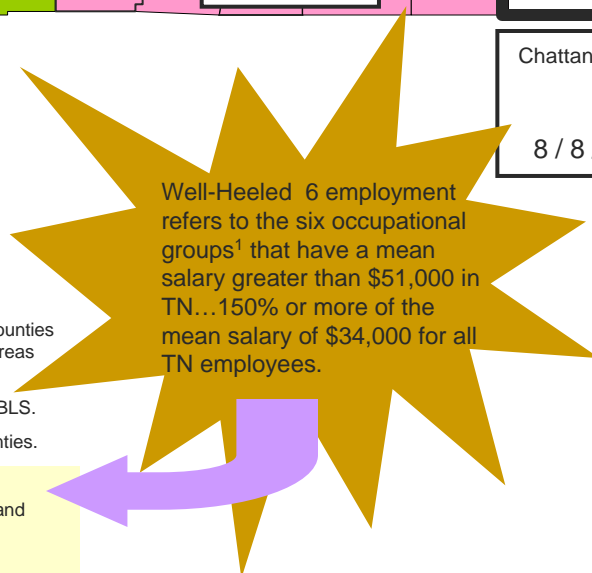 Chattan
8 / 8
Well-Heeled 6 employment
refers to the six occupational
groups¹ that have a mean
salary greater than $51,000 in
TN…150% or more of the
mean salary of $34,000 for all
TN employees.
ounties
reas
BLS.
nties.
and